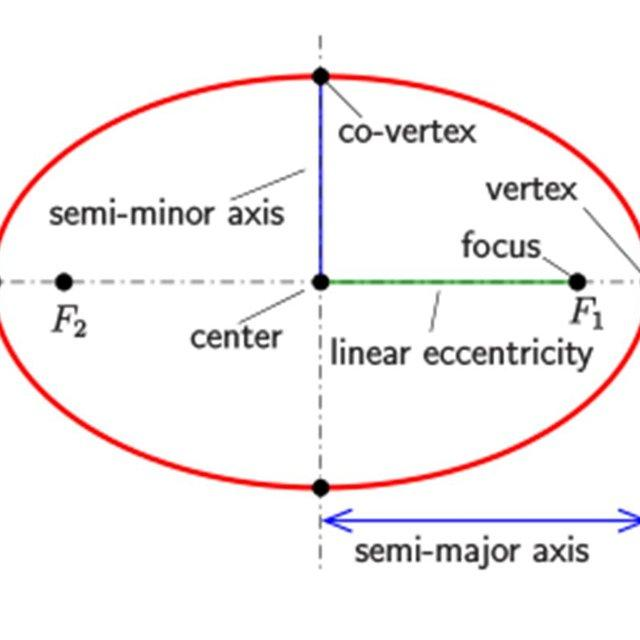 co-vertex
vertex
semi-minor axis
focus
F₂
F₁
center
linear eccentricity
semi-major axis